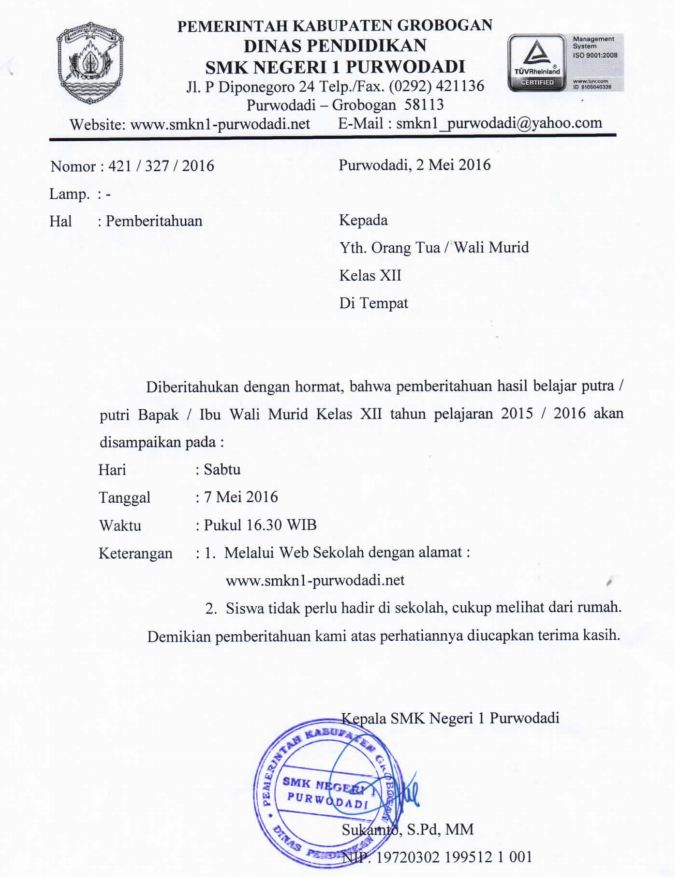 PEMERINTAH KABUPATEN GROBOGAN
DINAS PENDIDIKAN
SMK NEGERI 1 PURWODADI
Jl. P Diponegoro 24 Telp./Fax. (0292) 421136
Purwodadi – Grobogan 58113
Website: www.smkn1-purwodadi.net E-Mail : smkn1_purwodadi@yahoo.com
TÜVRheinland
CERTIFIED
Management
System
ISO 9001:2008
www.tuv.com
ID 9105040336
Nomor : 421 / 327 / 2016 Purwodadi, 2 Mei 2016
Lamp. : -
Hal : Pemberitahuan Kepada
Yth. Orang Tua / Wali Murid
Kelas XII
Di Tempat
Diberitahukan dengan hormat, bahwa pemberitahuan hasil belajar putra /
putri Bapak / Ibu Wali Murid Kelas XII tahun pelajaran 2015 / 2016 akan
disampaikan pada :
Hari : Sabtu
Tanggal : 7 Mei 2016
Waktu : Pukul 16.30 WIB
Keterangan : 1. Melalui Web Sekolah dengan alamat :
www.smkn1-purwodadi.net
2. Siswa tidak perlu hadir di sekolah, cukup melihat dari rumah.
Demikian pemberitahuan kami atas perhatiannya diucapkan terima kasih.
Kepala SMK Negeri 1 Purwodadi
PEMERINTAH KABUPATEN GROBOGAN
SMK NEGERI 1
PURWODADI
DINAS PENDIDIKAN
Sukamto, S.Pd, MM
NIP. 19720302 199512 1 001